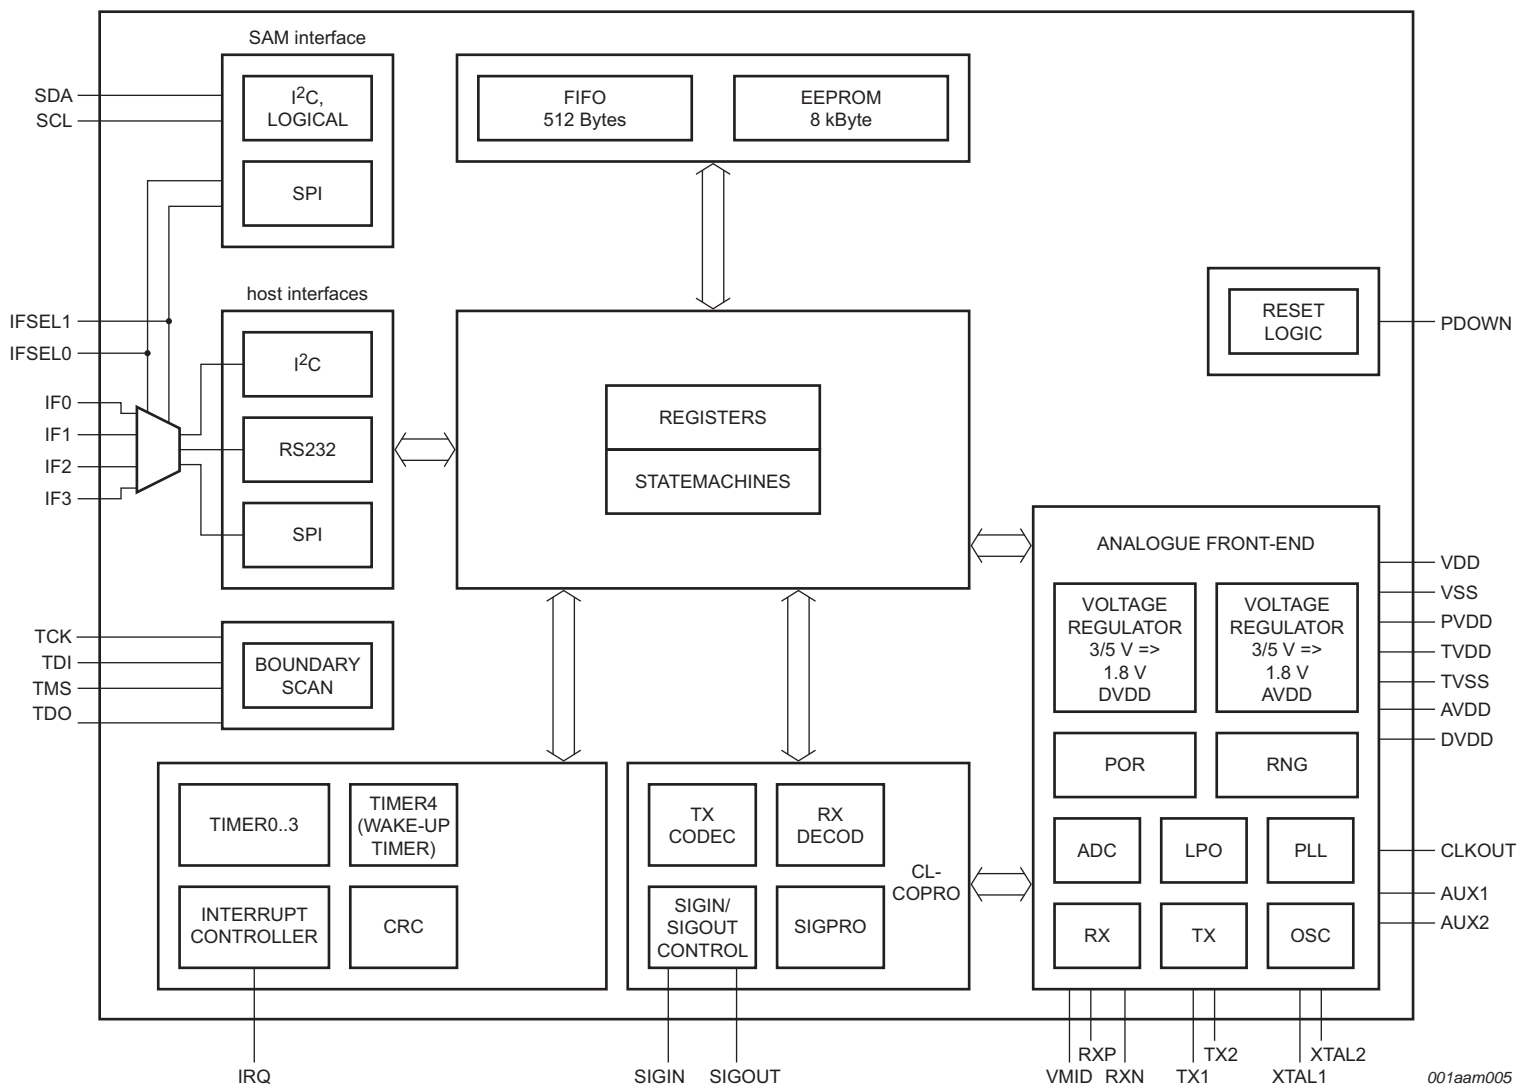 SAM interface
SDA
SCL
I²C,
LOGICAL
SPI
FIFO
512 Bytes
EEPROM
8 kByte
host interfaces
IFSEL1
IFSEL0
IF0
IF1
IF2
IF3
I²C
RS232
SPI
REGISTERS
STATEMACHINES
RESET
LOGIC
PDOWN
TCK
TDI
TMS
TDO
BOUNDARY
SCAN
ANALOGUE FRONT-END
VOLTAGE
REGULATOR
3/5 V =>
1.8 V
DVDD
VOLTAGE
REGULATOR
3/5 V =>
1.8 V
AVDD
POR
RNG
ADC
LPO
PLL
RX
TX
OSC
VDD
VSS
PVDD
TVDD
TVSS
AVDD
DVDD
CLKOUT
AUX1
AUX2
TIMER0..3
TIMER4
(WAKE-UP
TIMER)
INTERRUPT
CONTROLLER
CRC
TX
CODEC
RX
DECOD
CL-
COPRO
SIGIN/
SIGOUT
CONTROL
SIGPRO
IRQ
SIGIN
SIGOUT
VMID
RXP
RXN
TX1
TX2
XTAL1
XTAL2
001aam005